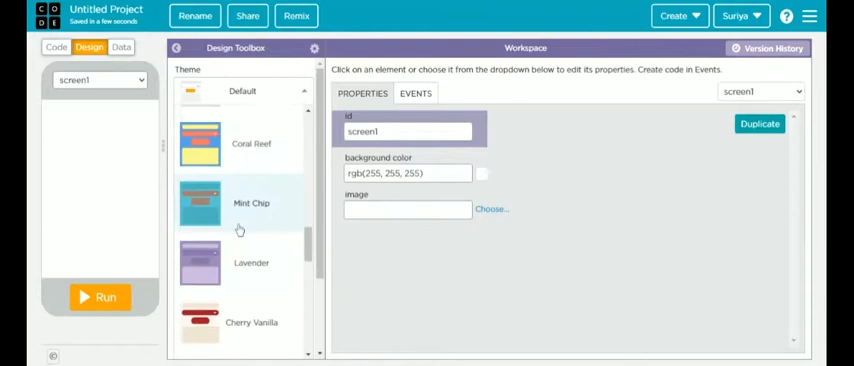 CO
DE
Untitled Project
Saved in a few seconds
Rename
Share
Remix
Create
Suriya
?
Code
Design
Data
Design Toolbox
Workspace
Version History
screen1
Theme
Default
Coral Reef
Mint Chip
Lavender
Cherry Vanilla
Run
©
Click on an element or choose it from the dropdown below to edit its properties. Create code in Events.
PROPERTIES
EVENTS
screen1
id
screen1
Duplicate
background color
rgb(255, 255, 255)
image
Choose...